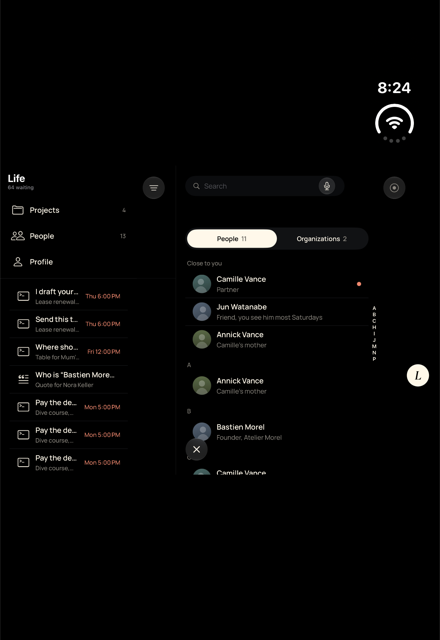 8:24
Life
64 waiting
Projects 4
People 13
Profile
I draft your... Thu 6:00 PM
Lease renewal...
Send this t... Thu 6:00 PM
Lease renewal...
Where sho... Fri 12:00 PM
Table for Mum'...
Who is "Bastien More...
Quote for Nora Keller
Pay the de... Mon 5:00 PM
Dive course,...
Pay the de... Mon 5:00 PM
Dive course,...
Pay the de... Mon 5:00 PM
Dive course,...
Search
People 11
Organizations 2
Close to you
Camille Vance
Partner
Jun Watanabe
Friend, you see him most Saturdays
Annick Vance
Camille's mother
A
Annick Vance
Camille's mother
B
Bastien Morel
Founder, Atelier Morel
Camille Vance
A
B
C
H
I
J
M
N
P
L